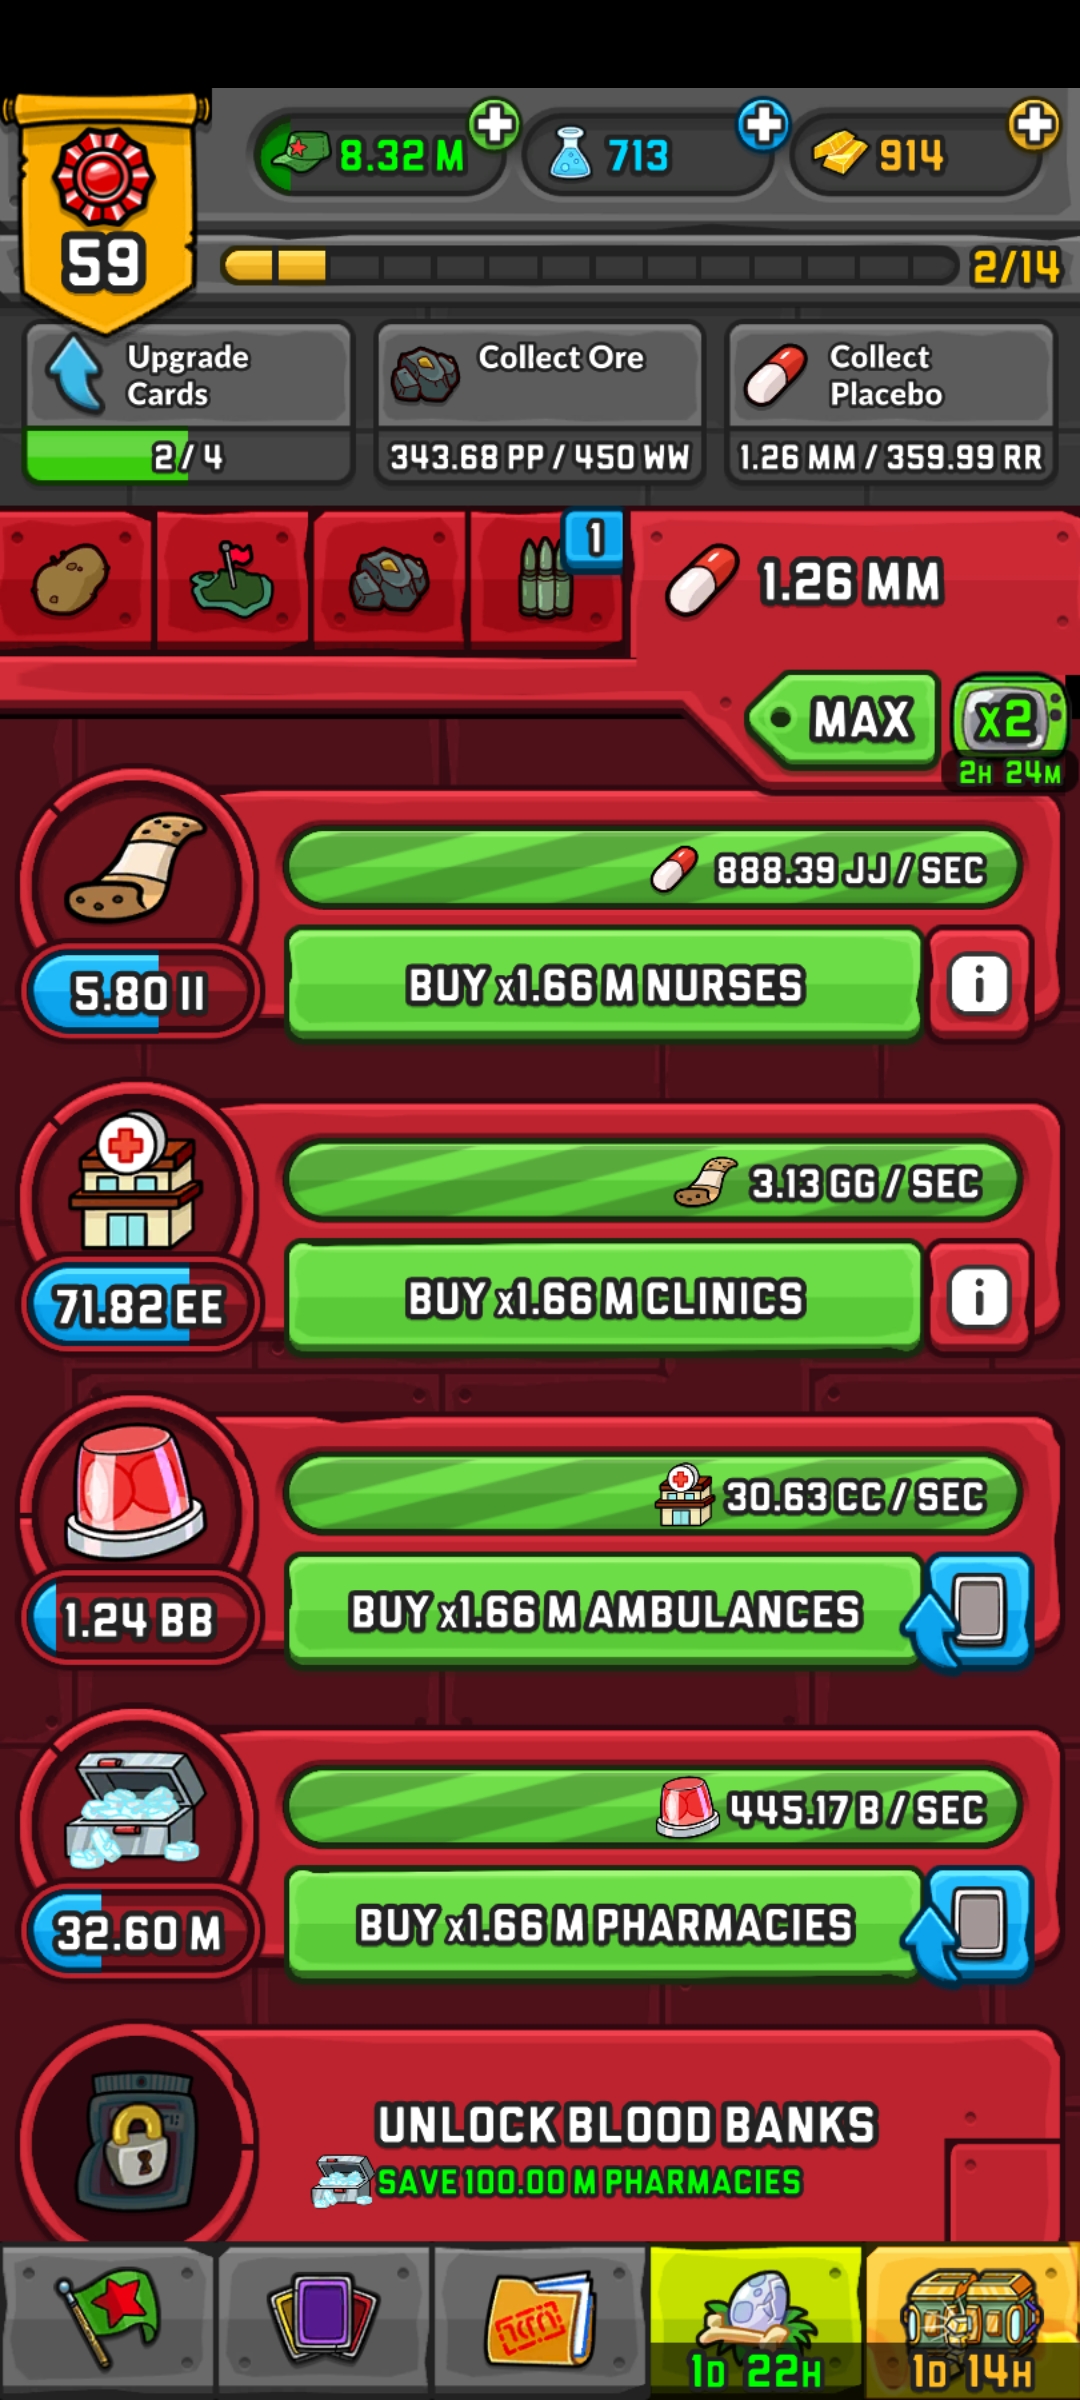 8.32 M
713
914
59
2/14
Upgrade
Cards
2/4
Collect Ore
343.68 PP / 450 WW
Collect
Placebo
1.26 MM / 359.99 RR
1
1.26 MM
MAX
x2
2H 24M
888.39 JJ / SEC
5.80 II
BUY x1.66 M NURSES
i
3.13 GG / SEC
71.82 EE
BUY x1.66 M CLINICS
i
30.63 CC / SEC
1.24 BB
BUY x1.66 M AMBULANCES
445.17 B / SEC
32.60 M
BUY x1.66 M PHARMACIES
UNLOCK BLOOD BANKS
SAVE 100.00 M PHARMACIES
1D 22H
1D 14H